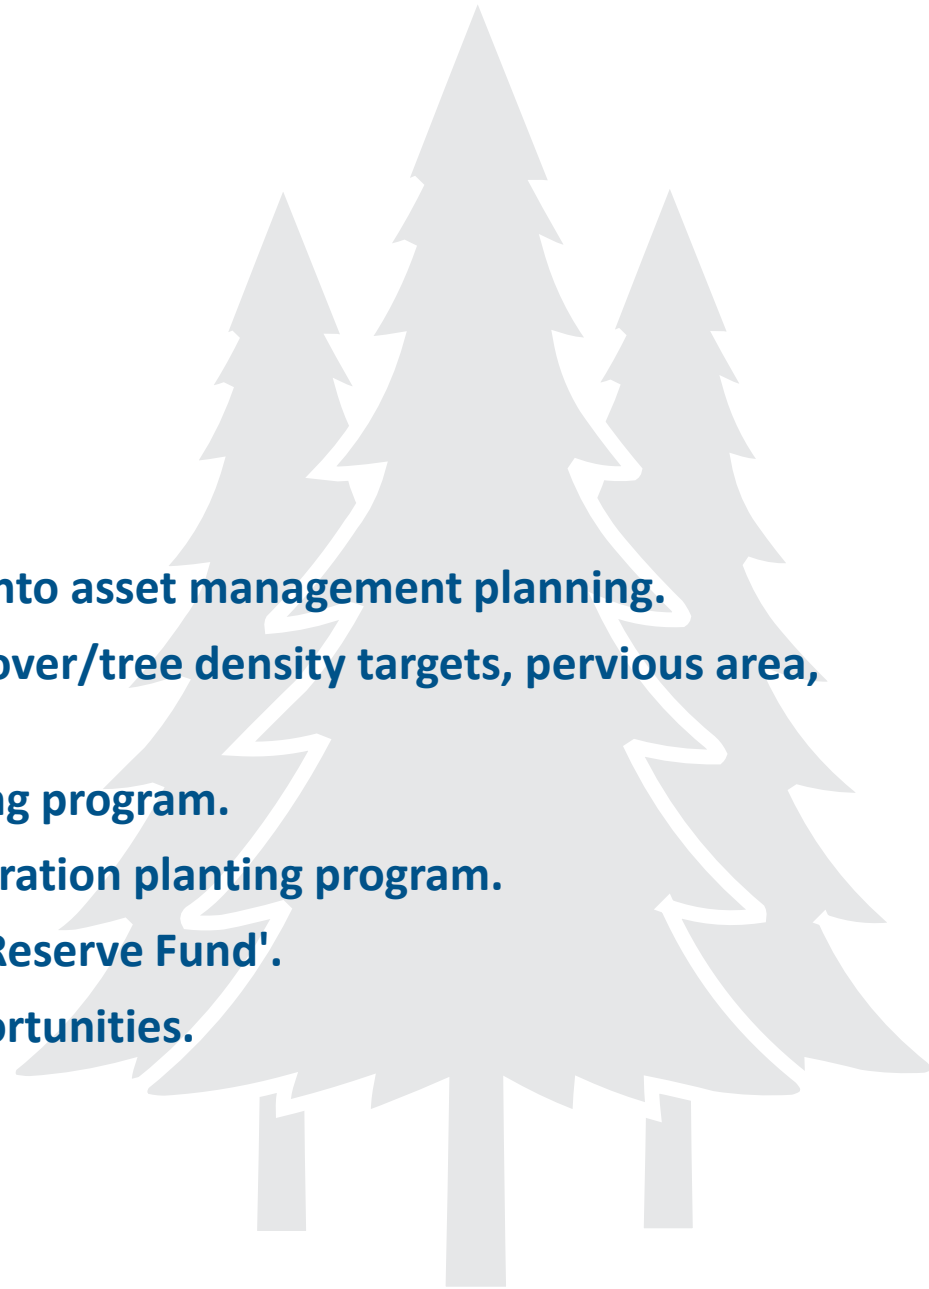 nto asset management planning.
over/tree density targets, pervious area,
ng program.
ration planting program.
Reserve Fund'.
ortunities.